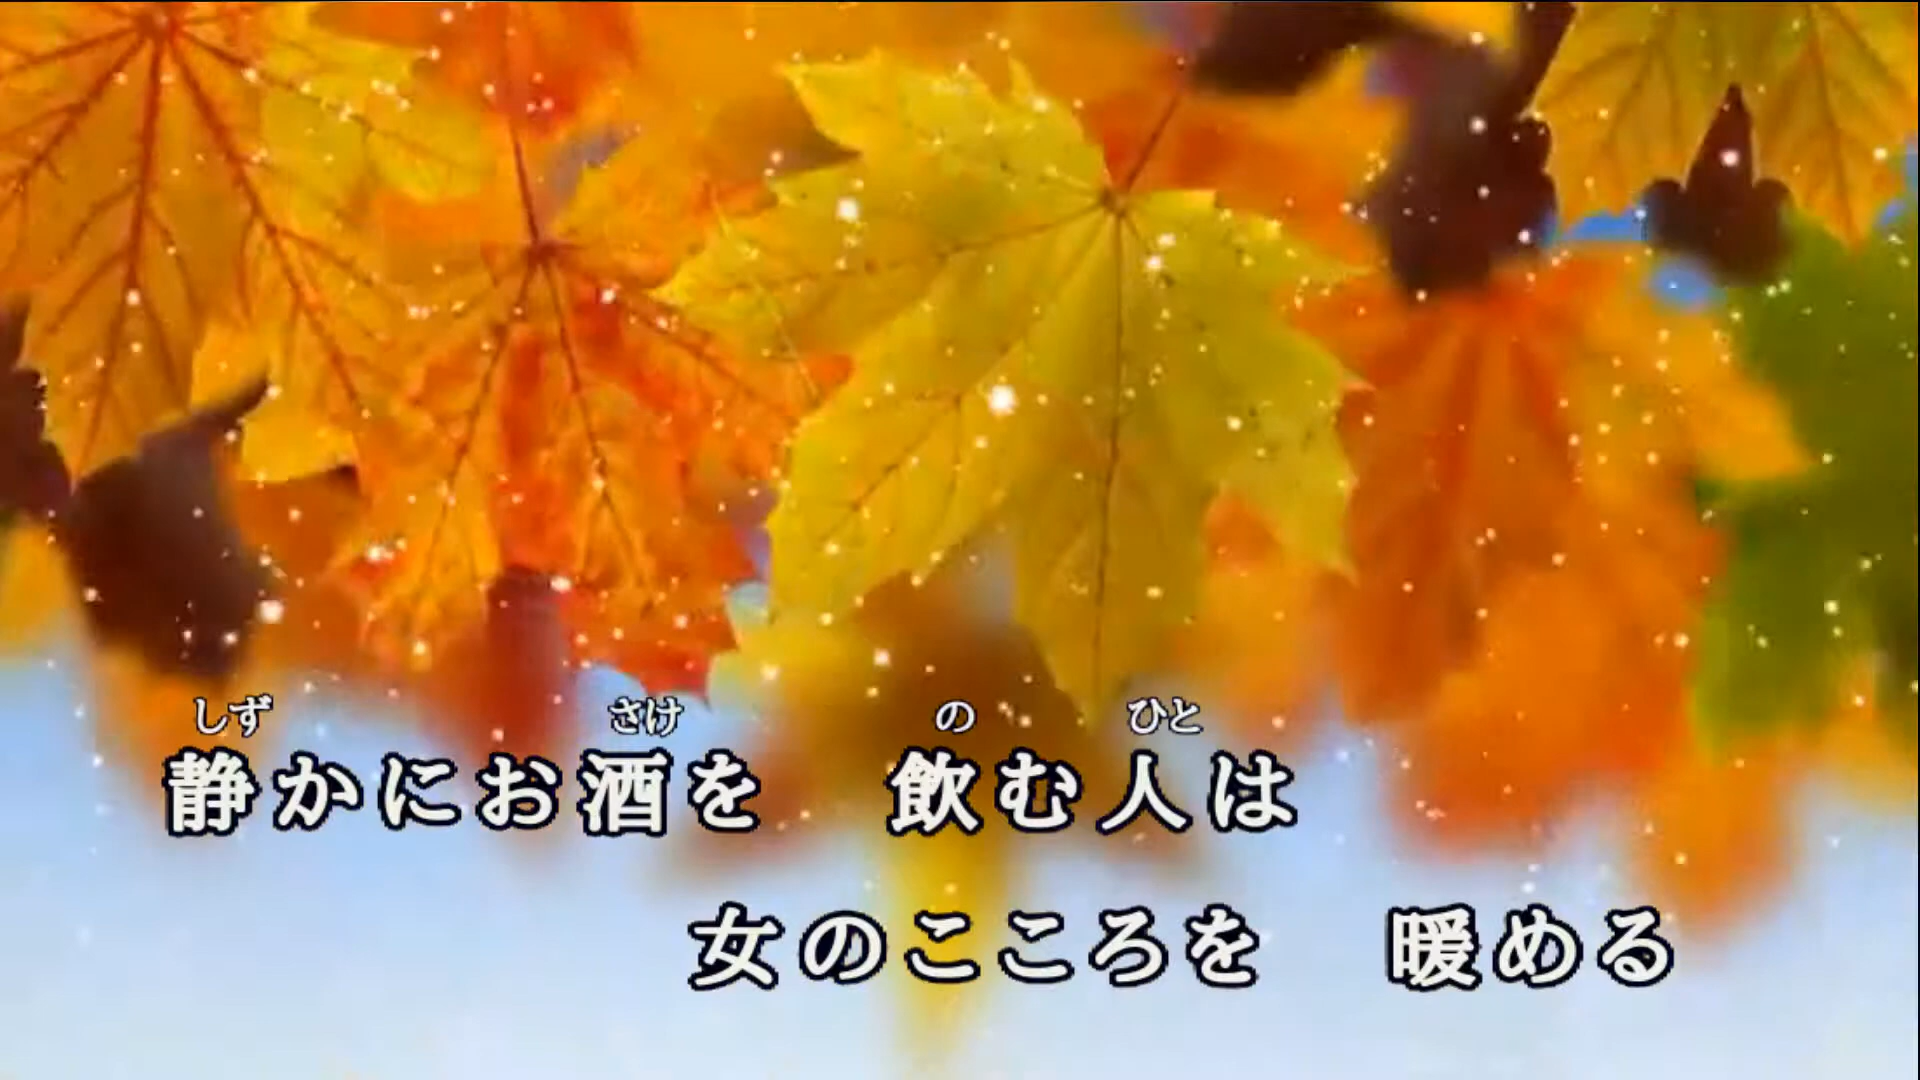 しず さけ の ひと
静かにお酒を　飲む人は
女のこころを　暖める